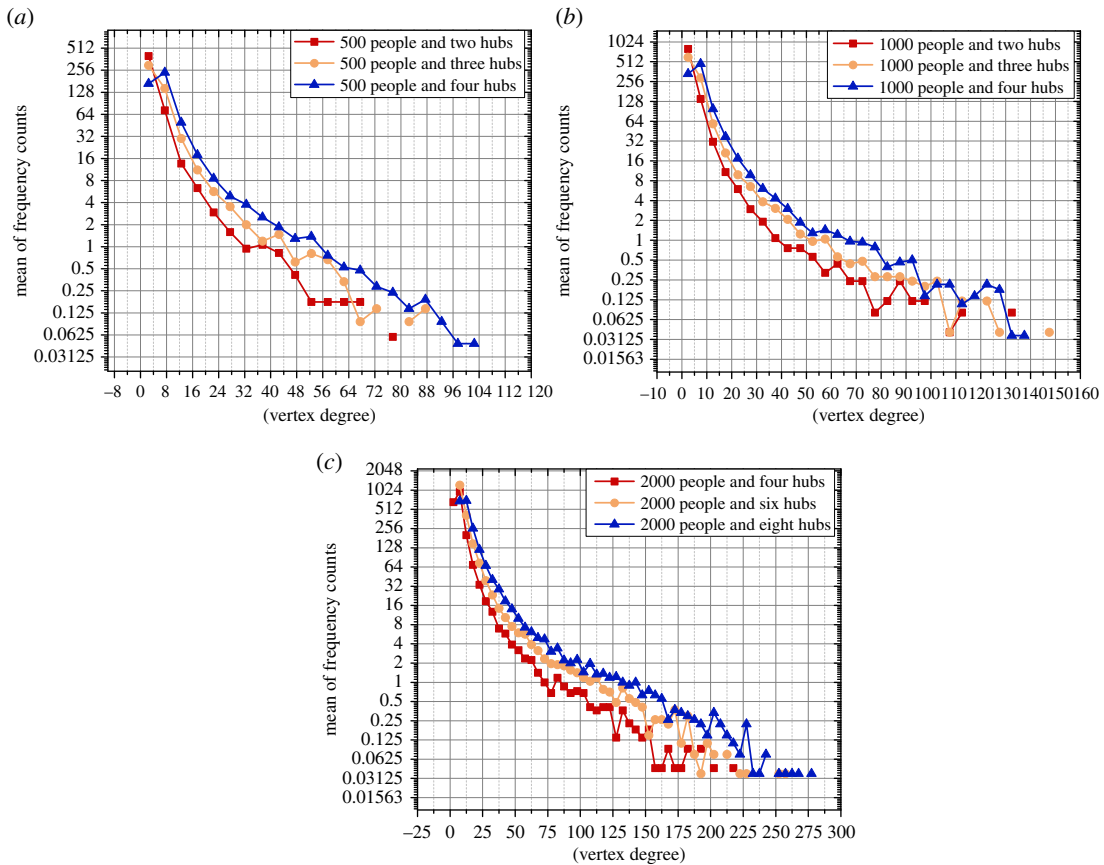 (a)
512
256
128
64
32
16
8
4
2
1
0.5
0.25
0.125
0.0625
0.03125
mean of frequency counts
500 people and two hubs
500 people and three hubs
500 people and four hubs
−8 0 8 16 24 32 40 48 56 64 72 80 88 96 104 112 120
(vertex degree)
(b)
1024
512
256
128
64
32
16
8
4
2
1
0.5
0.25
0.125
0.0625
0.03125
0.01563
mean of frequency counts
1000 people and two hubs
1000 people and three hubs
1000 people and four hubs
−10 0 10 20 30 40 50 60 70 80 90 100 110 120 130 140 150 160
(vertex degree)
(c)
2048
1024
512
256
128
64
32
16
8
4
2
1
0.5
0.25
0.125
0.0625
0.03125
0.01563
mean of frequency counts
2000 people and four hubs
2000 people and six hubs
2000 people and eight hubs
−25 0 25 50 75 100 125 150 175 200 225 250 275 300
(vertex degree)